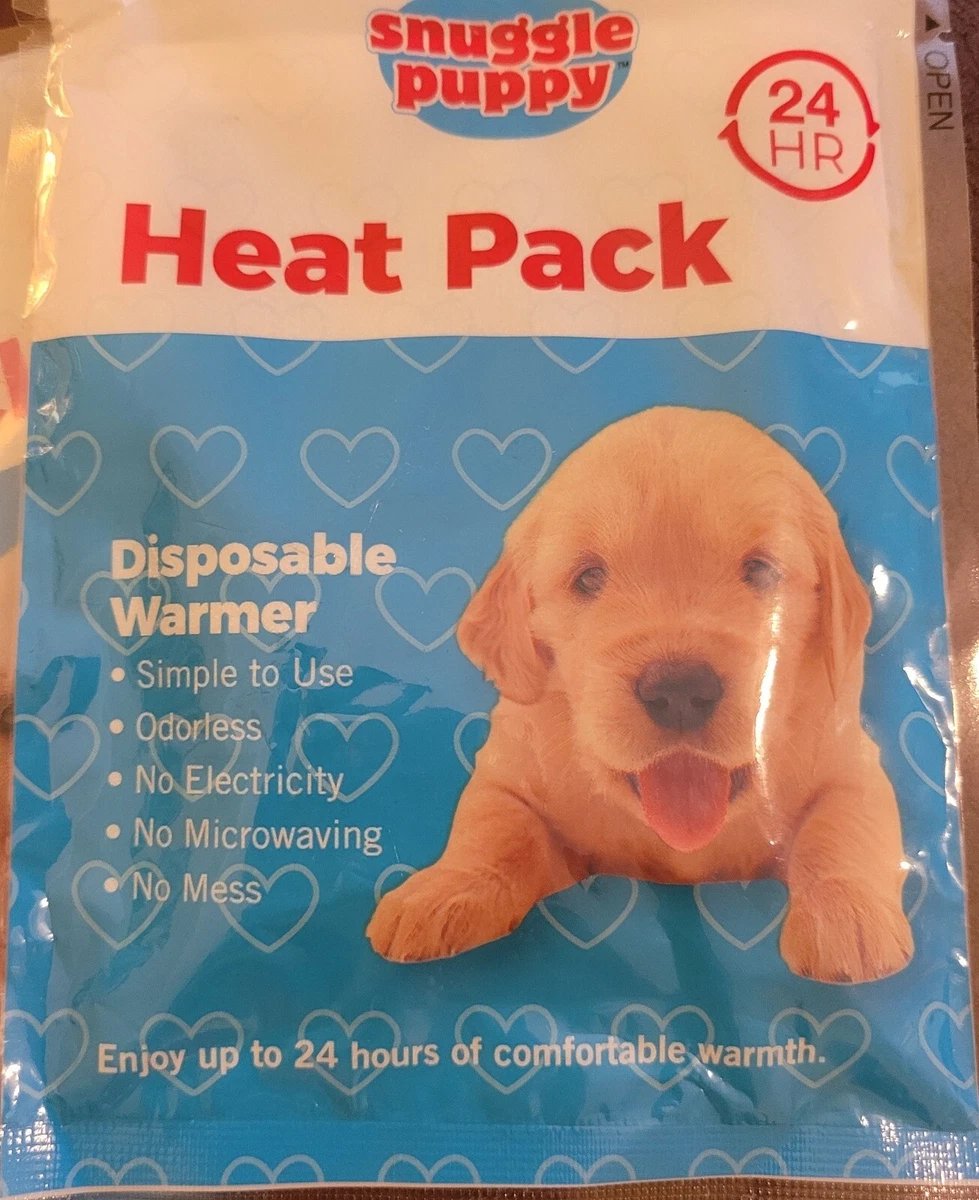 snuggle
puppy™
24
HR
▲ OPEN
Heat Pack
Disposable
Warmer
• Simple to Use
• Odorless
• No Electricity
• No Microwaving
• No Mess
Enjoy up to 24 hours of comfortable warmth.